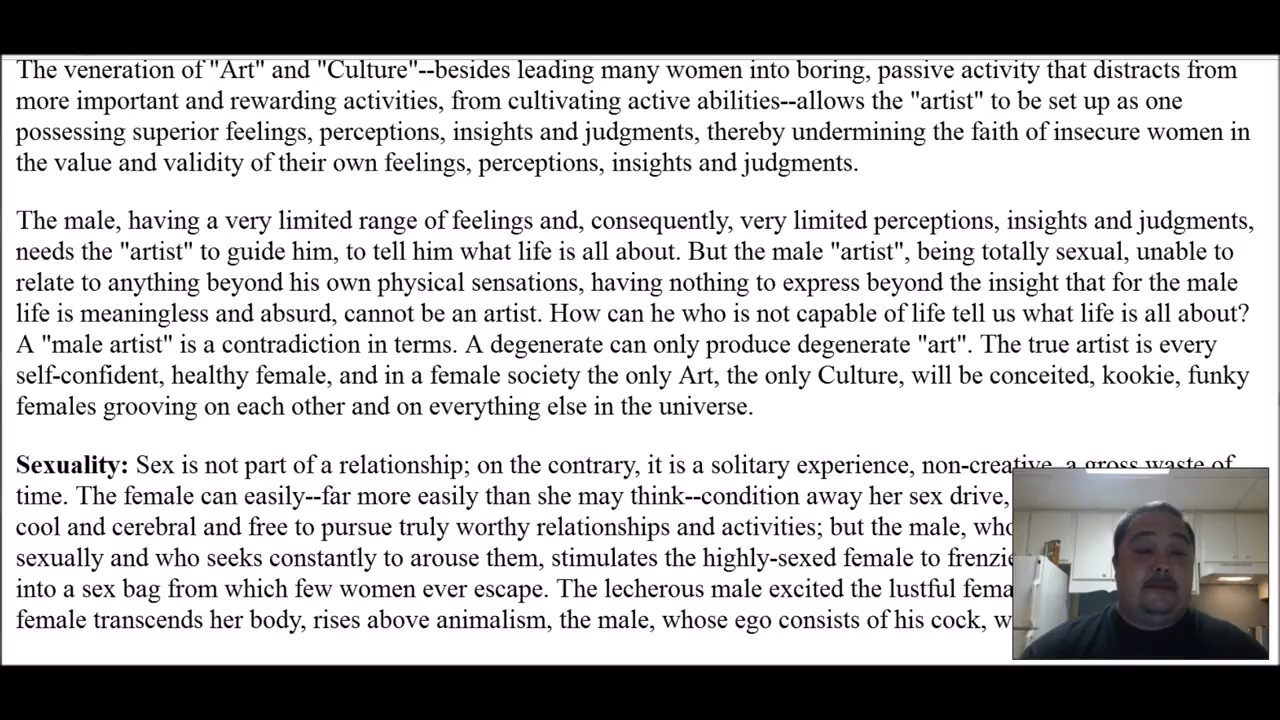 The veneration of "Art" and "Culture"--besides leading many women into boring, passive activity that distracts from
more important and rewarding activities, from cultivating active abilities--allows the "artist" to be set up as one
possessing superior feelings, perceptions, insights and judgments, thereby undermining the faith of insecure women in
the value and validity of their own feelings, perceptions, insights and judgments.
The male, having a very limited range of feelings and, consequently, very limited perceptions, insights and judgments,
needs the "artist" to guide him, to tell him what life is all about. But the male "artist", being totally sexual, unable to
relate to anything beyond his own physical sensations, having nothing to express beyond the insight that for the male
life is meaningless and absurd, cannot be an artist. How can he who is not capable of life tell us what life is all about?
A "male artist" is a contradiction in terms. A degenerate can only produce degenerate "art". The true artist is every
self-confident, healthy female, and in a female society the only Art, the only Culture, will be conceited, kookie, funky
females grooving on each other and on everything else in the universe.
Sexuality: Sex is not part of a relationship; on the contrary, it is a solitary experience, non-creative, a gross waste of
time. The female can easily--far more easily than she may think--condition away her sex drive,
cool and cerebral and free to pursue truly worthy relationships and activities; but the male,
sexually and who seeks constantly to arouse them, stimulates the highly-sexed female to
into a sex bag from which few women ever escape. The lecherous male excited the lustful
female transcends her body, rises above animalism, the male, whose ego consists of his cock,